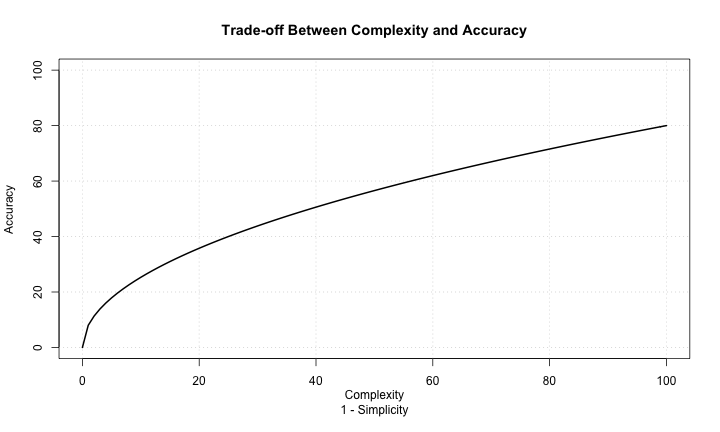 Trade-off Between Complexity and Accuracy
100
80
60
40
20
0
Accuracy
0 20 40 60 80 100
Complexity
1 - Simplicity